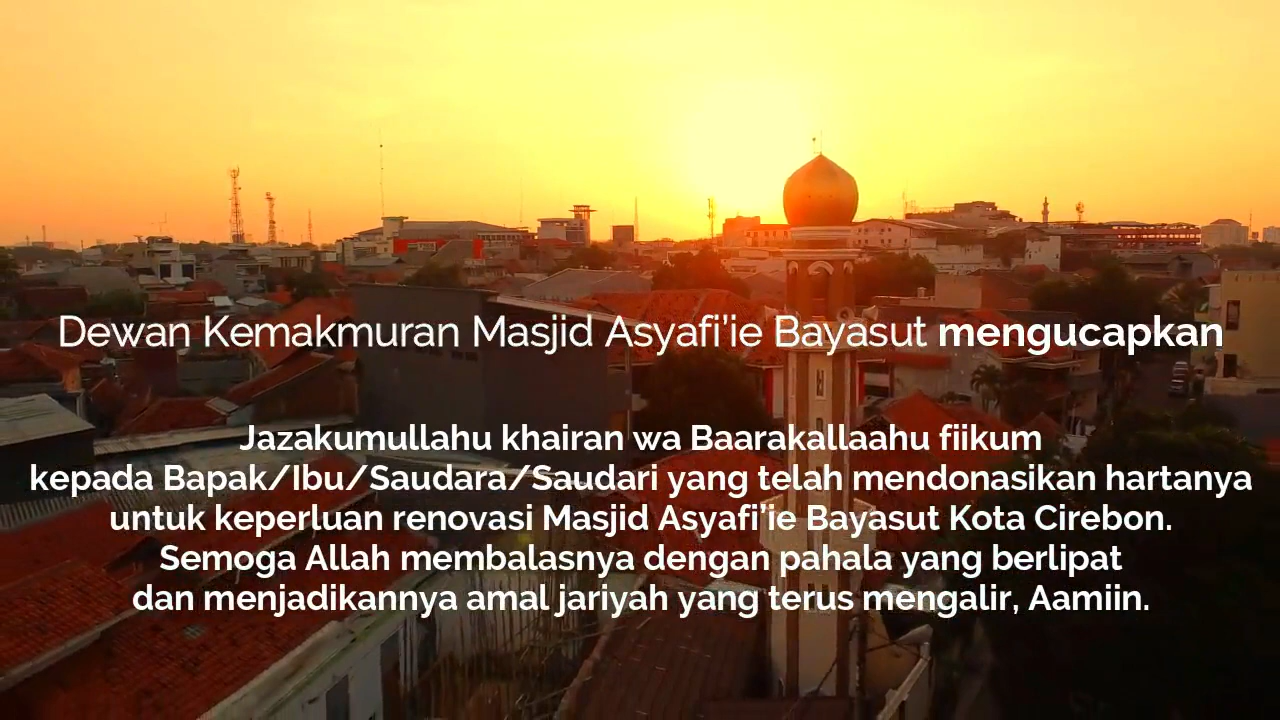 Dewan Kemakmuran Masjid Asyafi’ie Bayasut mengucapkan
Jazakumullahu khairan wa Baarakallaahu fiikum
kepada Bapak/Ibu/Saudara/Saudari yang telah mendonasikan hartanya
untuk keperluan renovasi Masjid Asyafi’ie Bayasut Kota Cirebon.
Semoga Allah membalasnya dengan pahala yang berlipat
dan menjadikannya amal jariyah yang terus mengalir, Aamiin.